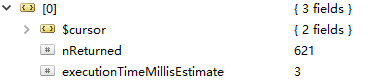 [0] { 3 fields }
$cursor { 2 fields }
nReturned 621
executionTimeMillisEstimate 3